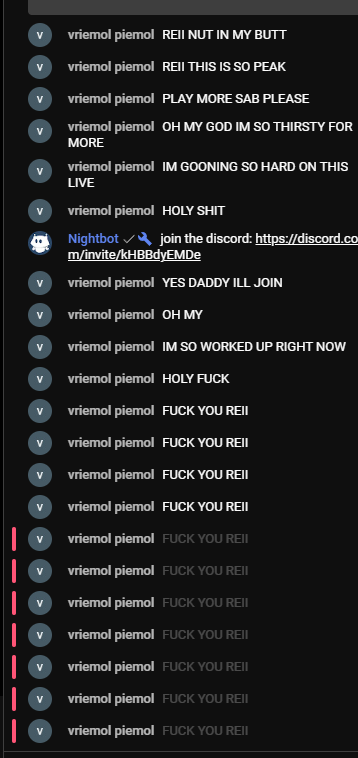 v vriemol piemol REII NUT IN MY BUTT
v vriemol piemol REII THIS IS SO PEAK
v vriemol piemol PLAY MORE SAB PLEASE
v vriemol piemol OH MY GOD IM SO THIRSTY FOR
MORE
v vriemol piemol IM GOONING SO HARD ON THIS
LIVE
v vriemol piemol HOLY SHIT
Nightbot join the discord: https://discord.co
m/invite/kHBBdyEMDe
v vriemol piemol YES DADDY ILL JOIN
v vriemol piemol OH MY
v vriemol piemol IM SO WORKED UP RIGHT NOW
v vriemol piemol HOLY FUCK
v vriemol piemol FUCK YOU REII
v vriemol piemol FUCK YOU REII
v vriemol piemol FUCK YOU REII
v vriemol piemol FUCK YOU REII
v vriemol piemol FUCK YOU REII
v vriemol piemol FUCK YOU REII
v vriemol piemol FUCK YOU REII
v vriemol piemol FUCK YOU REII
v vriemol piemol FUCK YOU REII
v vriemol piemol FUCK YOU REII
v vriemol piemol FUCK YOU REII